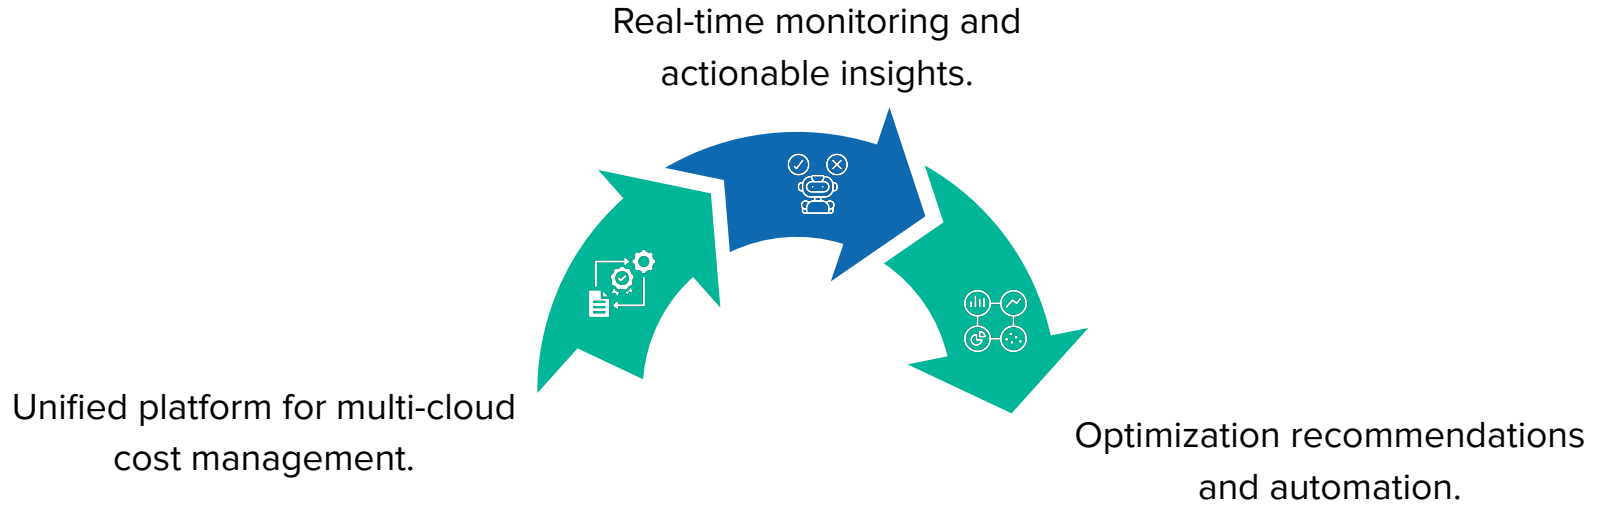 Real-time monitoring and
actionable insights.
Unified platform for multi-cloud
cost management.
Optimization recommendations
and automation.